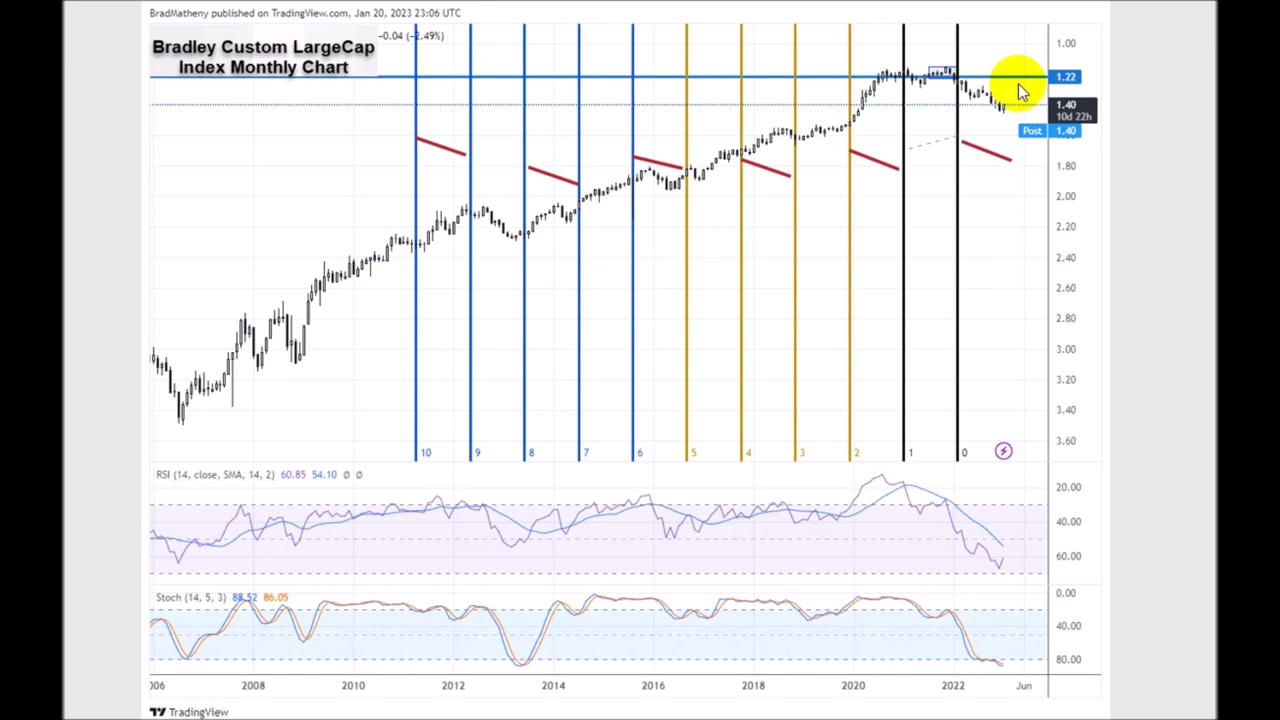 BradMatheny published on TradingView.com, Jan 20, 2023 23:06 UTC
Bradley Custom LargeCap
Index Monthly Chart
−0.04 (−2.49%)
1.00
1.22
1.40
10d 22h
Post 1.40
1.80
2.00
2.20
2.40
2.60
2.80
3.00
3.20
3.40
3.60
10 9 8 7 6 5 4 3 2 1 0
RSI (14, close, SMA, 14, 2) 60.85 54.10 Ø Ø
20.00
40.00
60.00
Stoch (14, 5, 3) 88.52 86.05
0.00
40.00
80.00
006 2008 2010 2012 2014 2016 2018 2020 2022 Jun
TradingView